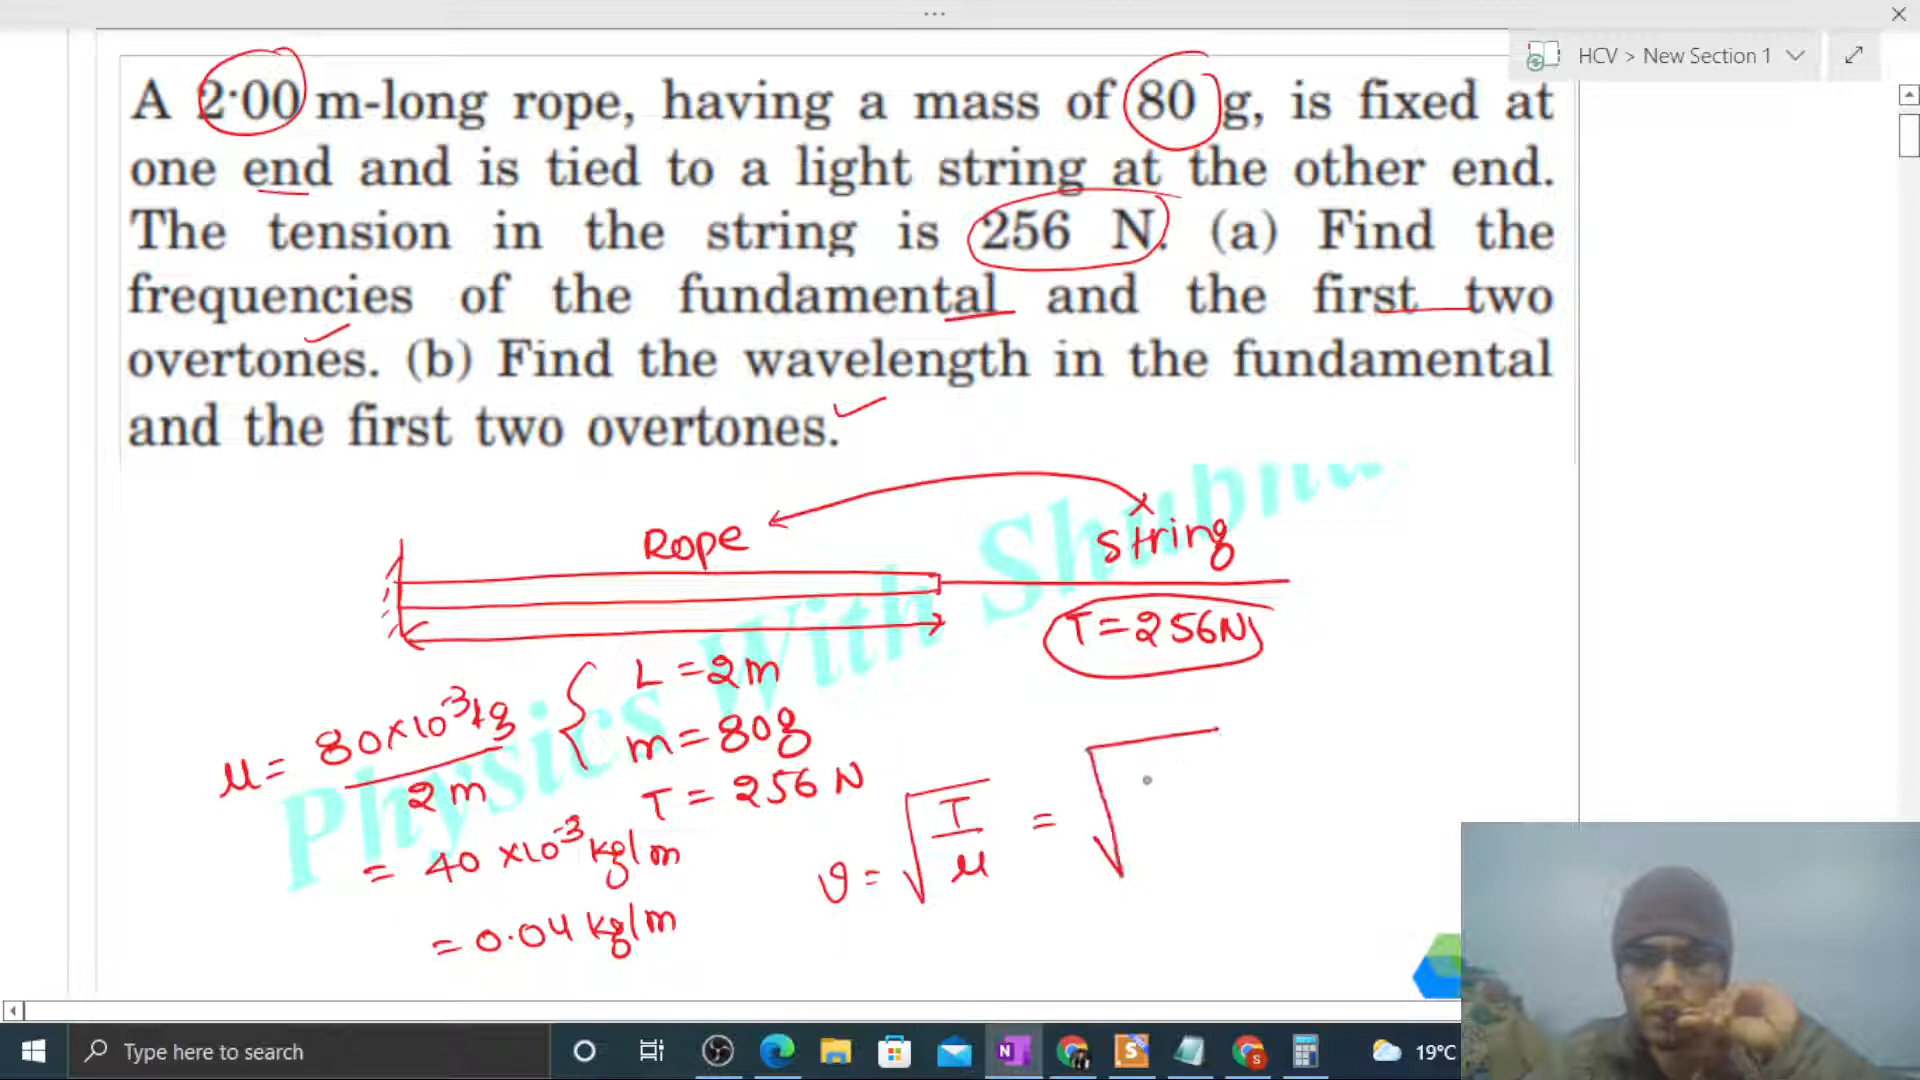 HCV > New Section 1
A 2·00 m-long rope, having a mass of 80 g, is fixed at
one end and is tied to a light string at the other end.
The tension in the string is 256 N. (a) Find the
frequencies of the fundamental and the first two
overtones. (b) Find the wavelength in the fundamental
and the first two overtones.
Physics With Shubha
Rope
String
T = 256N
L = 2m
m = 80g
T = 256 N
μ = 80×10⁻³kg / 2m
= 40 ×10⁻³ kg/m
= 0.04 kg/m
v = √(T/μ) = √
Type here to search
19°C